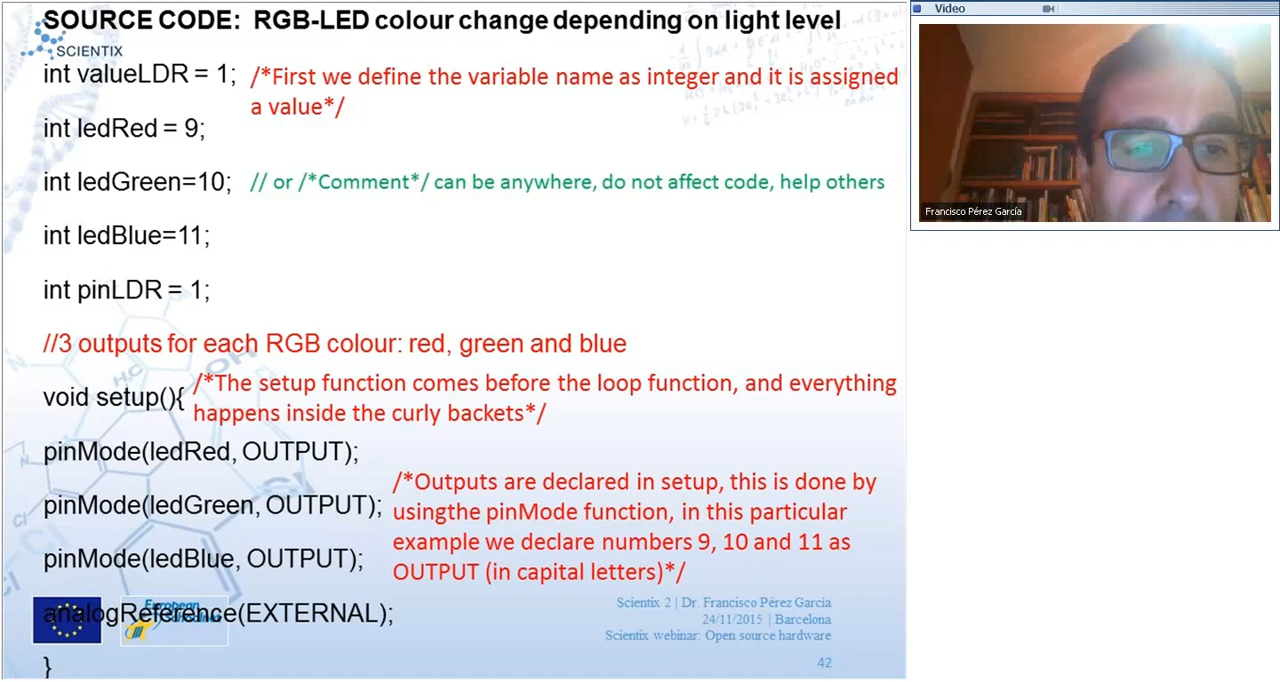 SOURCE CODE: RGB-LED colour change depending on light level
SCIENTIX
int valueLDR = 1; /*First we define the variable name as integer and it is assigned
a value*/
int ledRed = 9;
int ledGreen=10; // or /*Comment*/ can be anywhere, do not affect code, help others
int ledBlue=11;
int pinLDR = 1;
//3 outputs for each RGB colour: red, green and blue
void setup(){ /*The setup function comes before the loop function, and everything
happens inside the curly backets*/
pinMode(ledRed, OUTPUT);
pinMode(ledGreen, OUTPUT);
pinMode(ledBlue, OUTPUT);
/*Outputs are declared in setup, this is done by
usingthe pinMode function, in this particular
example we declare numbers 9, 10 and 11 as
OUTPUT (in capital letters)*/
analogReference(EXTERNAL);
}
European
Schoolnet
Scientix 2 | Dr. Francisco Pérez García
24/11/2015 | Barcelona
Scientix webinar: Open source hardware
42
Video
Francisco Pérez García